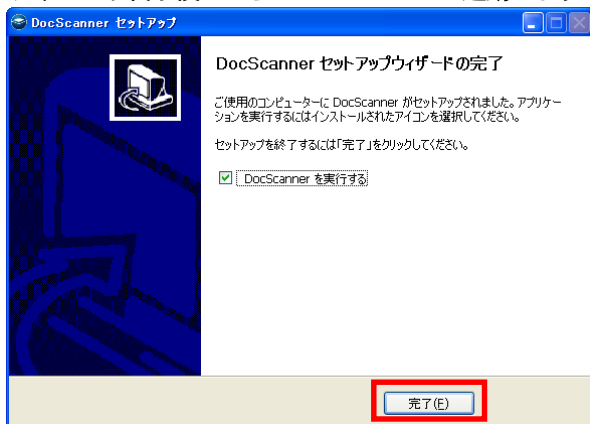 DocScanner セットアップ
DocScanner セットアップウィザードの完了
ご使用のコンピューターに DocScanner がセットアップされました。アプリケー
ションを実行するにはインストールされたアイコンを選択してください。
セットアップを終了するには「完了」をクリックしてください。
DocScanner を実行する
完了(E)